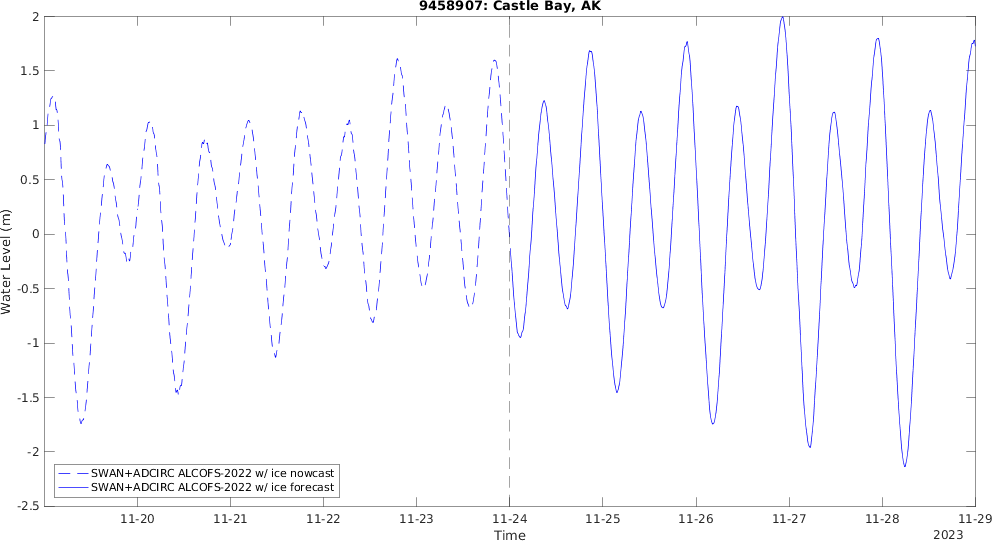 9458907: Castle Bay, AK
2
1.5
1
0.5
0
-0.5
-1
-1.5
-2
-2.5
Water Level (m)
SWAN+ADCIRC ALCOFS-2022 w/ ice nowcast
SWAN+ADCIRC ALCOFS-2022 w/ ice forecast
11-20 11-21 11-22 11-23 11-24 11-25 11-26 11-27 11-28 11-29
Time
2023